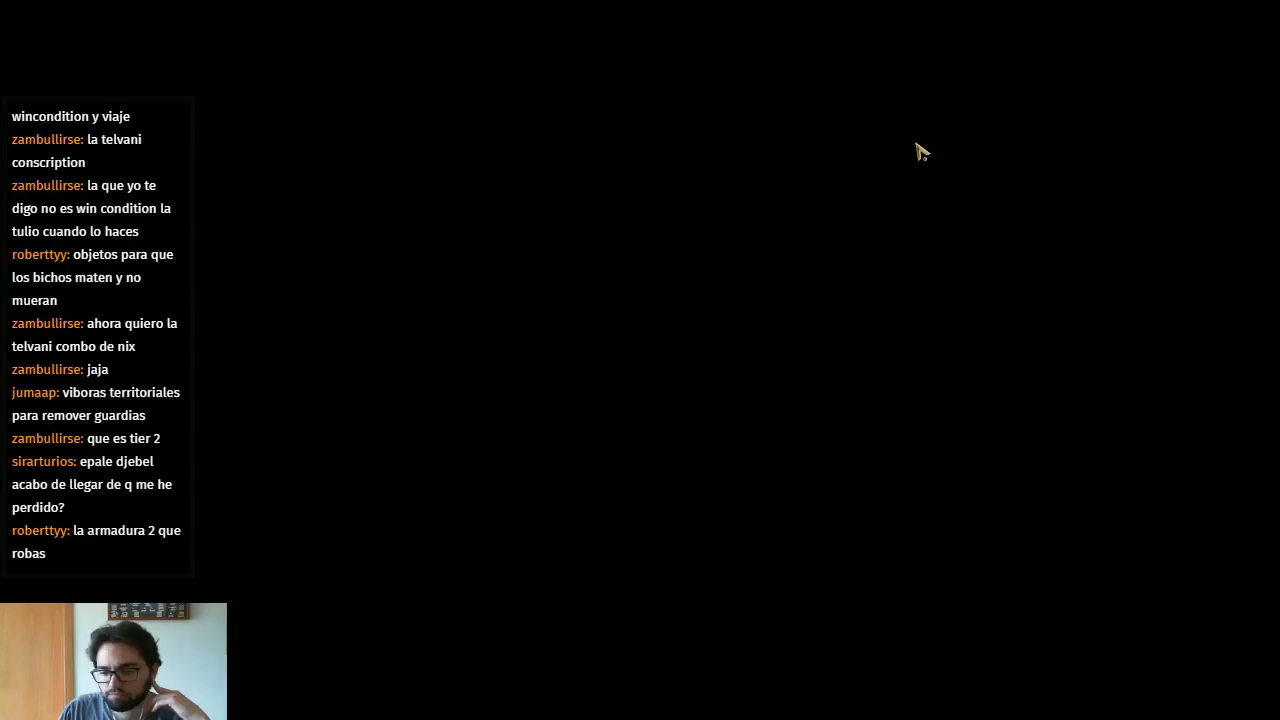 wincondition y viaje
zambullirse: la telvani
conscription
zambullirse: la que yo te
digo no es win condition la
tulio cuando lo haces
roberttyy: objetos para que
los bichos maten y no
mueran
zambullirse: ahora quiero la
telvani combo de nix
zambullirse: jaja
jumaap: viboras territoriales
para remover guardias
zambullirse: que es tier 2
sirarturios: epale djebel
acabo de llegar de q me he
perdido?
roberttyy: la armadura 2 que
robas